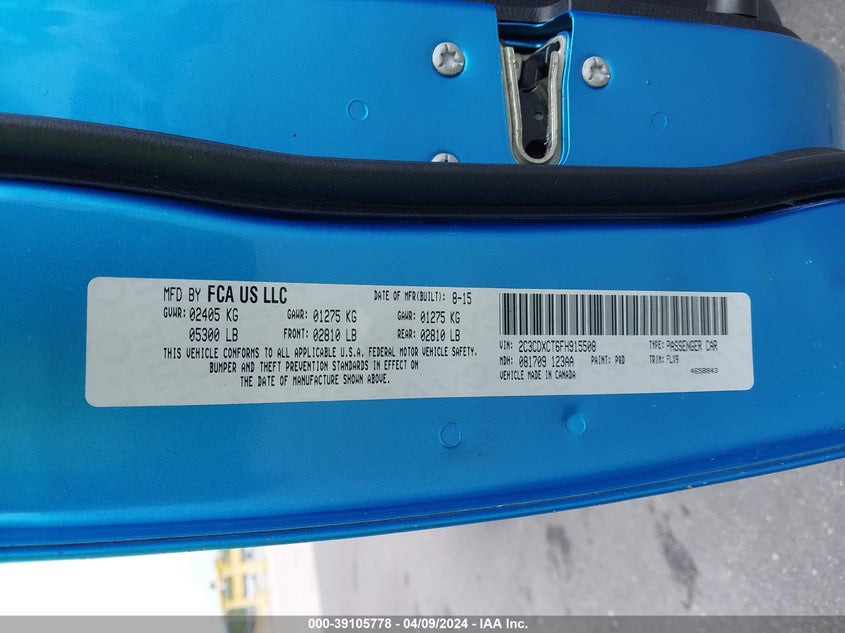 MFD BY FCA US LLC DATE OF MFR(BUILT): 8-15
GVWR: 02405 KG GAWR: 01275 KG GAWR: 01275 KG
05300 LB FRONT: 02810 LB REAR: 02810 LB
THIS VEHICLE CONFORMS TO ALL APPLICABLE U.S.A. FEDERAL MOTOR VEHICLE SAFETY,
BUMPER AND THEFT PREVENTION STANDARDS IN EFFECT ON
THE DATE OF MANUFACTURE SHOWN ABOVE.
VIN: 2C3CDXCT6FH915508 TYPE: PASSENGER CAR
MDH: 081709 123AA PAINT: PQD TRIM: FLX9
VEHICLE MADE IN CANADA 4658843
000-39105778 - 04/09/2024 - IAA Inc.